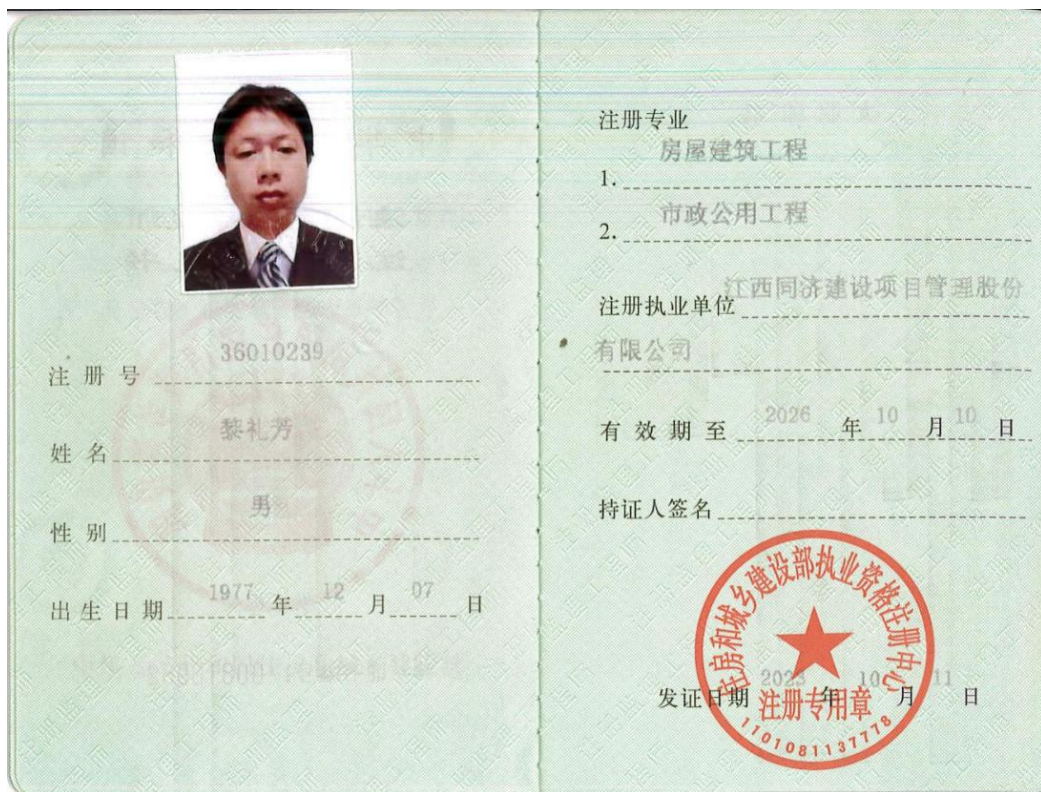 注册号 36010239
姓名 黎礼芳
性别 男
出生日期 1977 年 12 月 07 日
注册专业
1. 房屋建筑工程
2. 市政公用工程
注册执业单位 江西同济建设项目管理股份
有限公司
有效期至 2026 年 10 月 10 日
持证人签名
住房和城乡建设部执业资格注册中心
发证日期 2023 年 10 月 11 日
注册专用章
1101081137778